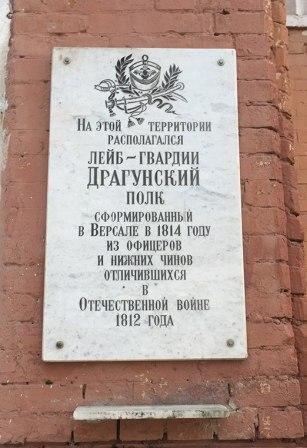 На этой территории
располагался
лейб-гвардии
Драгунский
полк
сформированный
в Версале в 1814 году
из офицеров
и нижних чинов
отличившихся
в
Отечественной войне
1812 года